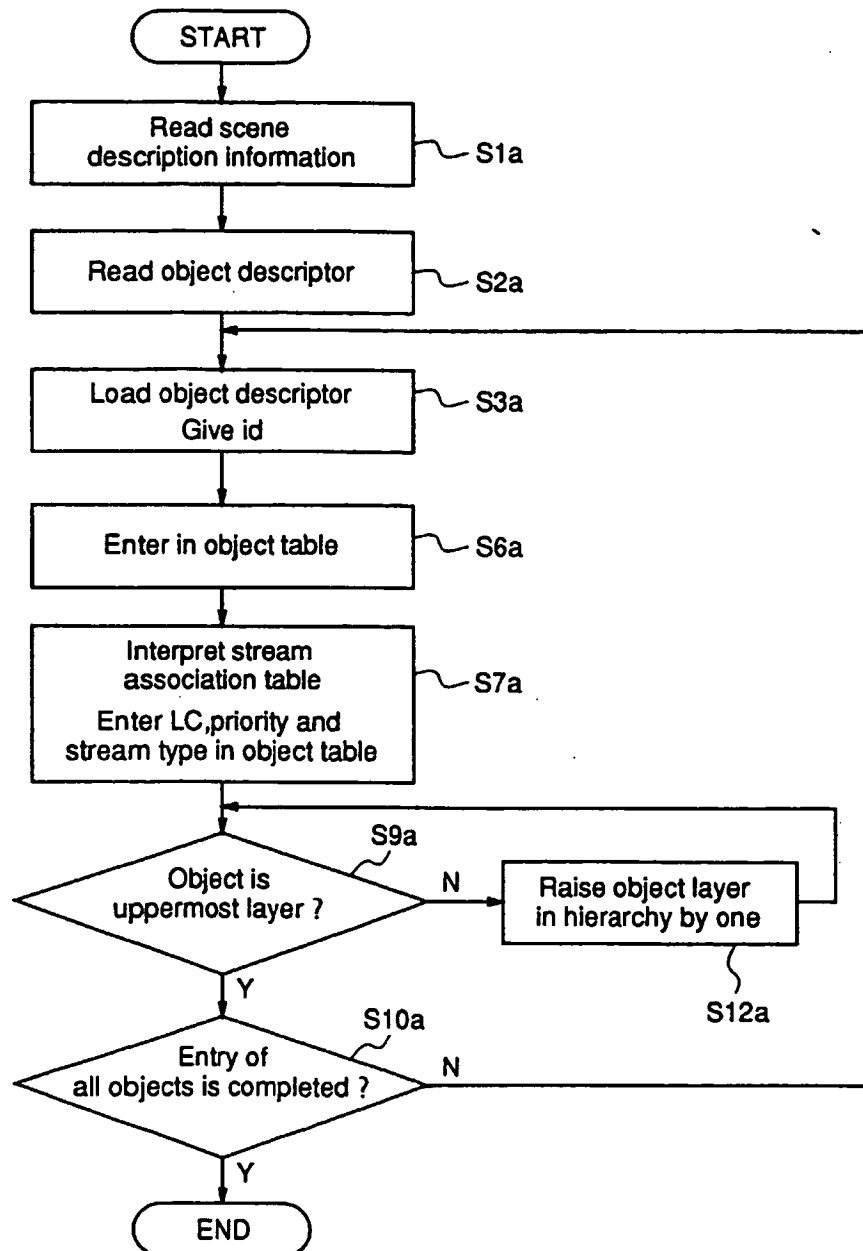 START
Read scene
description information
S1a
Read object descriptor
S2a
Load object descriptor
Give id
S3a
Enter in object table
S6a
Interpret stream
association table
Enter LC,priority and
stream type in object table
S7a
S9a
Object is
uppermost layer ?
N
Raise object layer
in hierarchy by one
S12a
Y
S10a
Entry of
all objects is completed ?
N
Y
END